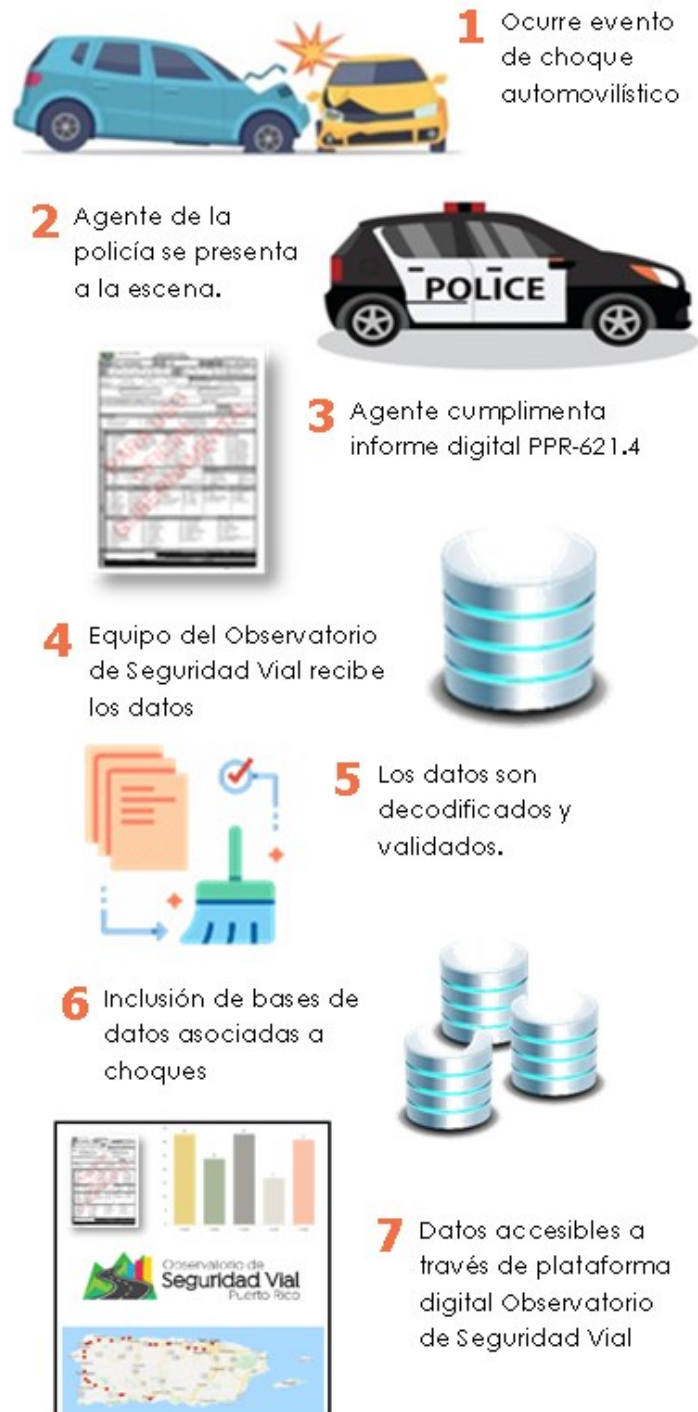 1 Ocurre evento
de choque
automovilístico
2 Agente de la
policía se presenta
a la escena.
POLICE
3 Agente cumplimenta
informe digital PPR-621.4
4 Equipo del Observatorio
de Seguridad Vial recibe
los datos
5 Los datos son
decodificados y
validados.
6 Inclusión de bases de
datos asociadas a
choques
Observatorio de
Seguridad Vial
Puerto Rico
7 Datos accesibles a
través de plataforma
digital Observatorio
de Seguridad Vial